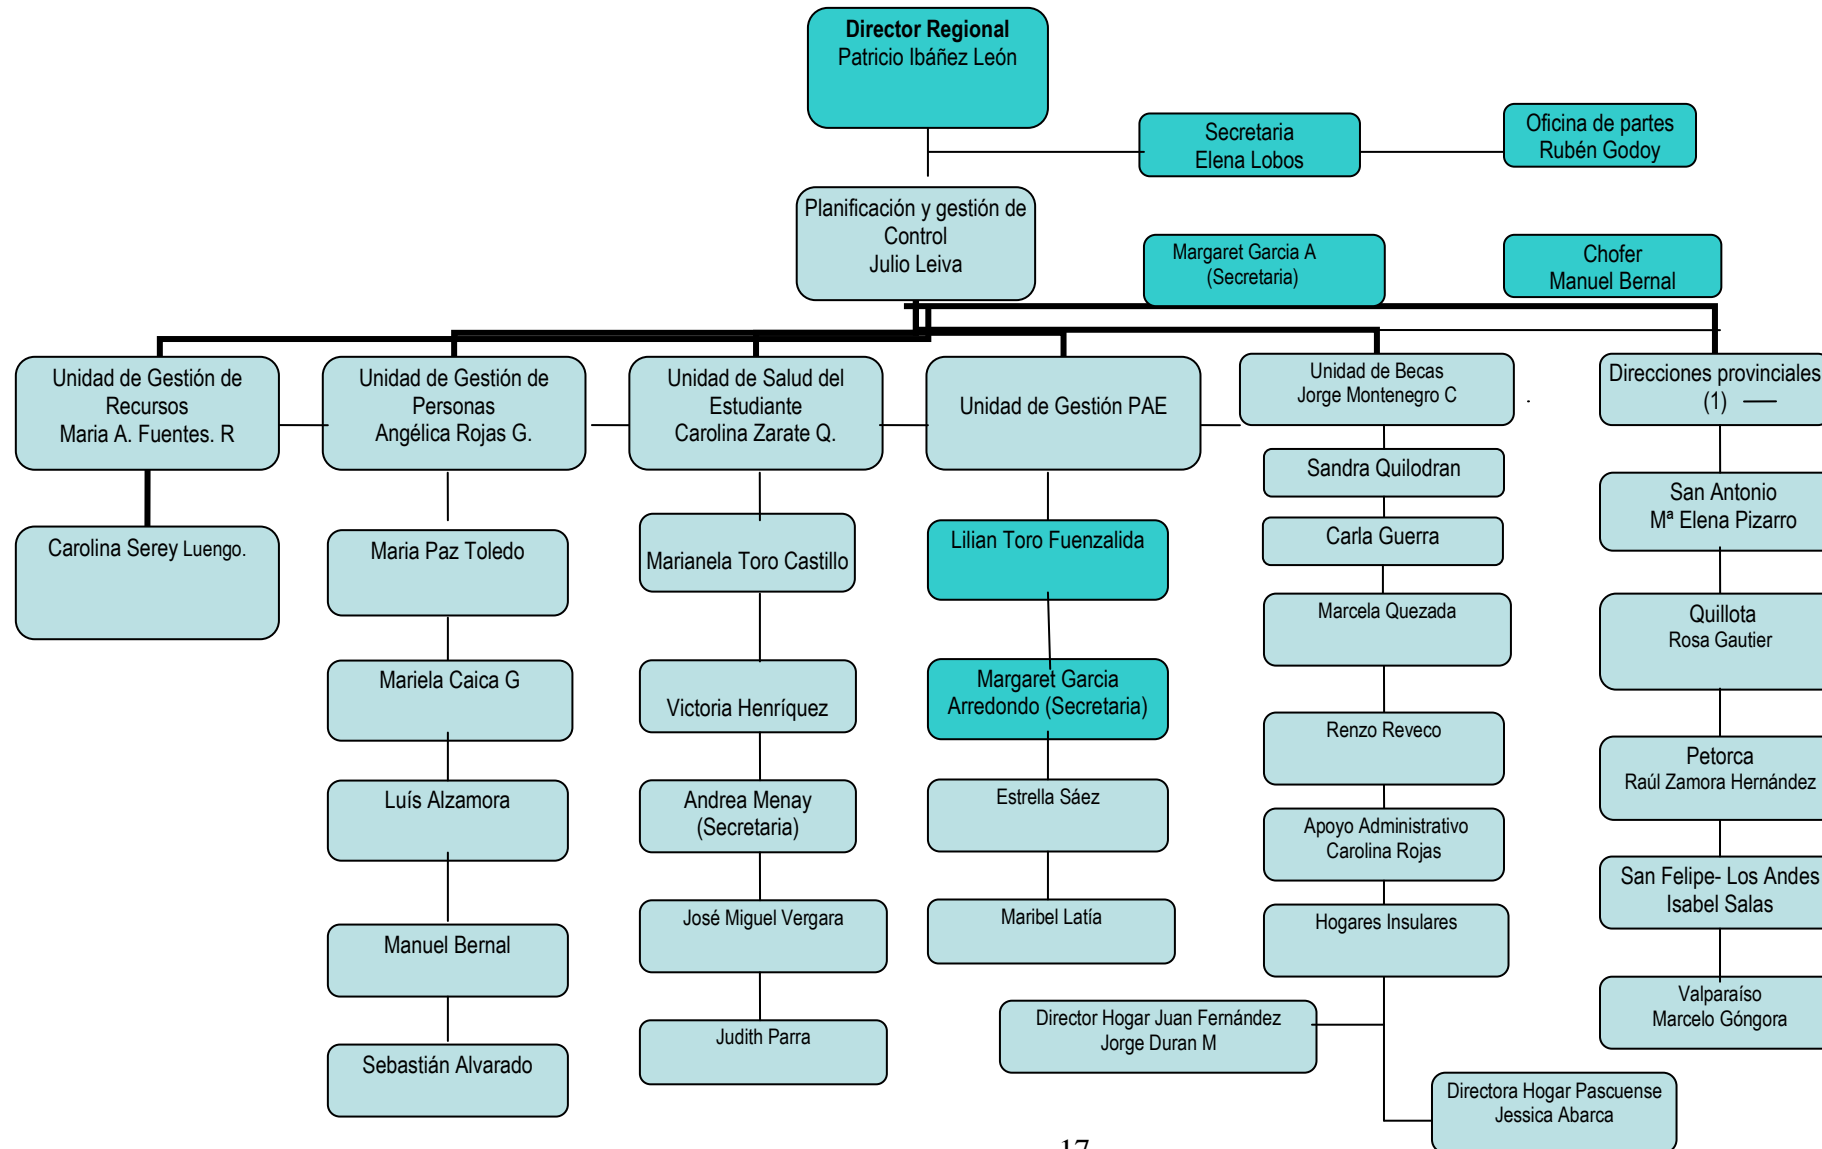 Director Regional
Patricio Ibáñez León
Secretaria
Elena Lobos
Oficina de partes
Rubén Godoy
Planificación y gestión de
Control
Julio Leiva
Margaret Garcia A
(Secretaria)
Chofer
Manuel Bernal
Unidad de Gestión de
Recursos
Maria A. Fuentes. R
Unidad de Gestión de
Personas
Angélica Rojas G.
Unidad de Salud del
Estudiante
Carolina Zarate Q.
Unidad de Gestión PAE
Unidad de Becas
Jorge Montenegro C
Direcciones provinciales
(1)
Carolina Serey Luengo.
Maria Paz Toledo
Mariela Caica G
Luís Alzamora
Manuel Bernal
Sebastián Alvarado
Marianela Toro Castillo
Victoria Henríquez
Andrea Menay
(Secretaria)
José Miguel Vergara
Judith Parra
Lilian Toro Fuenzalida
Margaret Garcia
Arredondo (Secretaria)
Estrella Sáez
Maribel Latía
Sandra Quilodran
Carla Guerra
Marcela Quezada
Renzo Reveco
Apoyo Administrativo
Carolina Rojas
Hogares Insulares
Director Hogar Juan Fernández
Jorge Duran M
Directora Hogar Pascuense
Jessica Abarca
San Antonio
Mª Elena Pizarro
Quillota
Rosa Gautier
Petorca
Raúl Zamora Hernández
San Felipe- Los Andes
Isabel Salas
Valparaíso
Marcelo Góngora
17